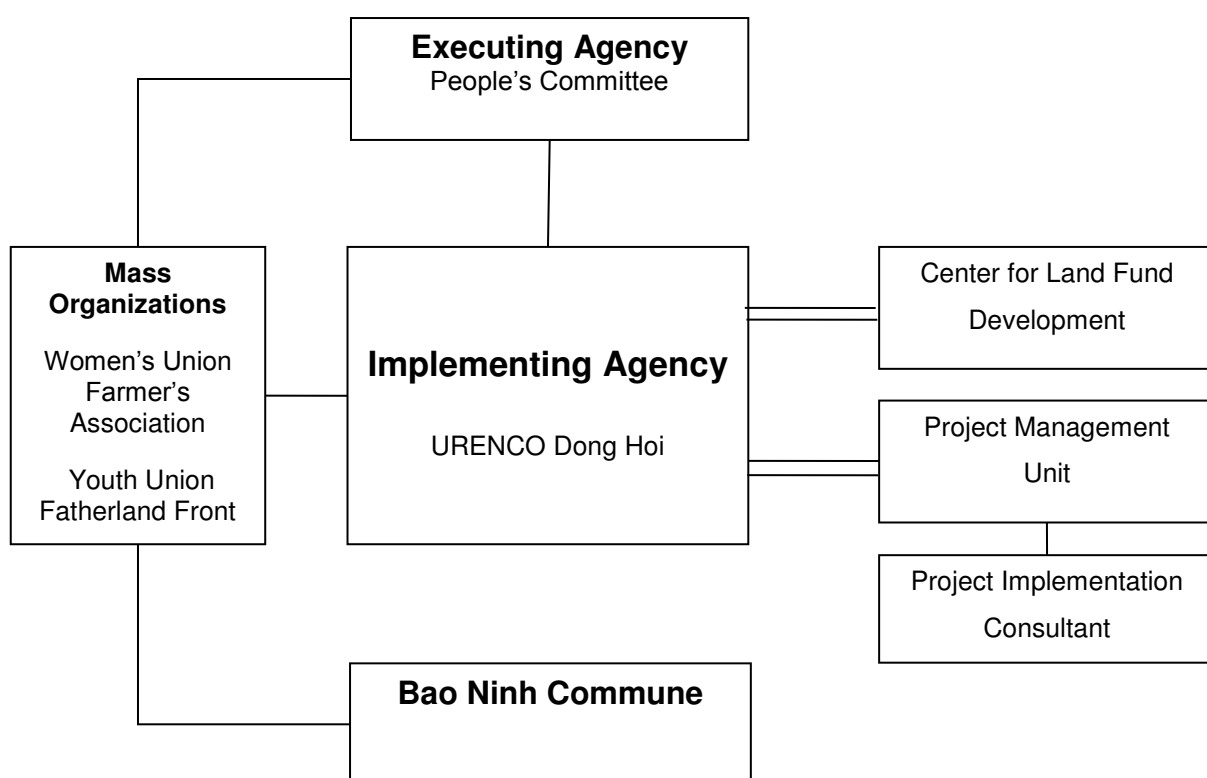 Executing Agency
People’s Committee
Mass
Organizations
Women’s Union
Farmer’s
Association
Youth Union
Fatherland Front
Implementing Agency
URENCO Dong Hoi
Center for Land Fund
Development
Project Management
Unit
Project Implementation
Consultant
Bao Ninh Commune